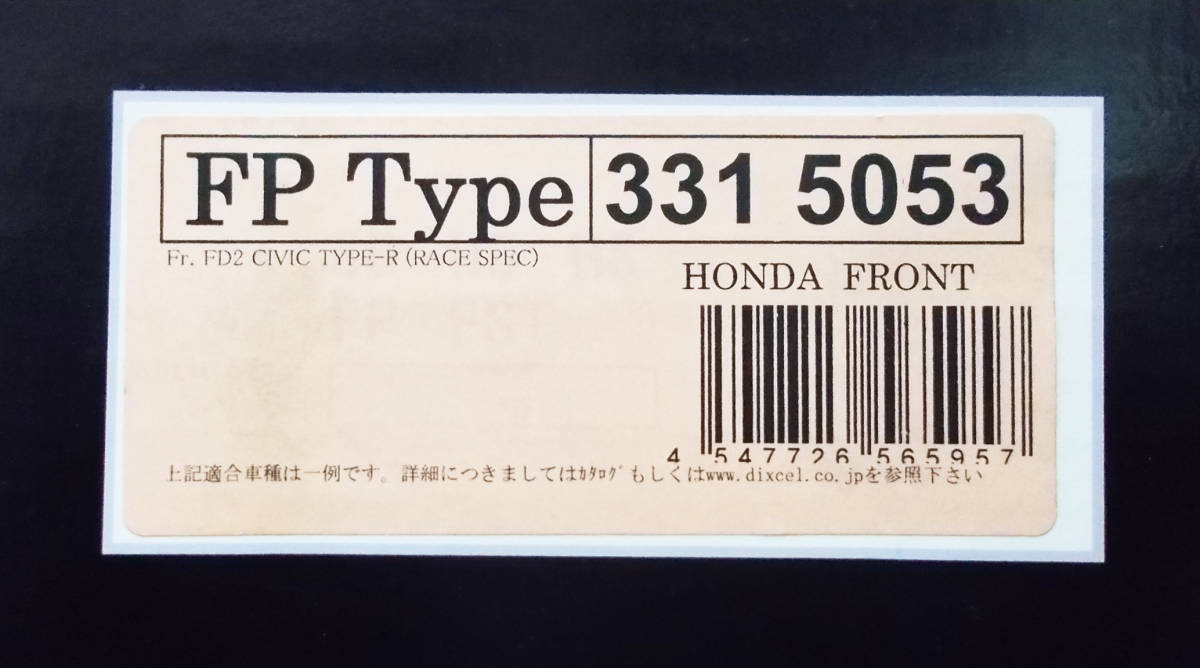 FP Type 331 5053
Fr. FD2 CIVIC TYPE-R (RACE SPEC)
HONDA FRONT
4 547726 565957
上記適合車種は一例です。詳細につきましてはｶﾀﾛｸﾞもしくはwww.dixcel.co.jpを参照下さい